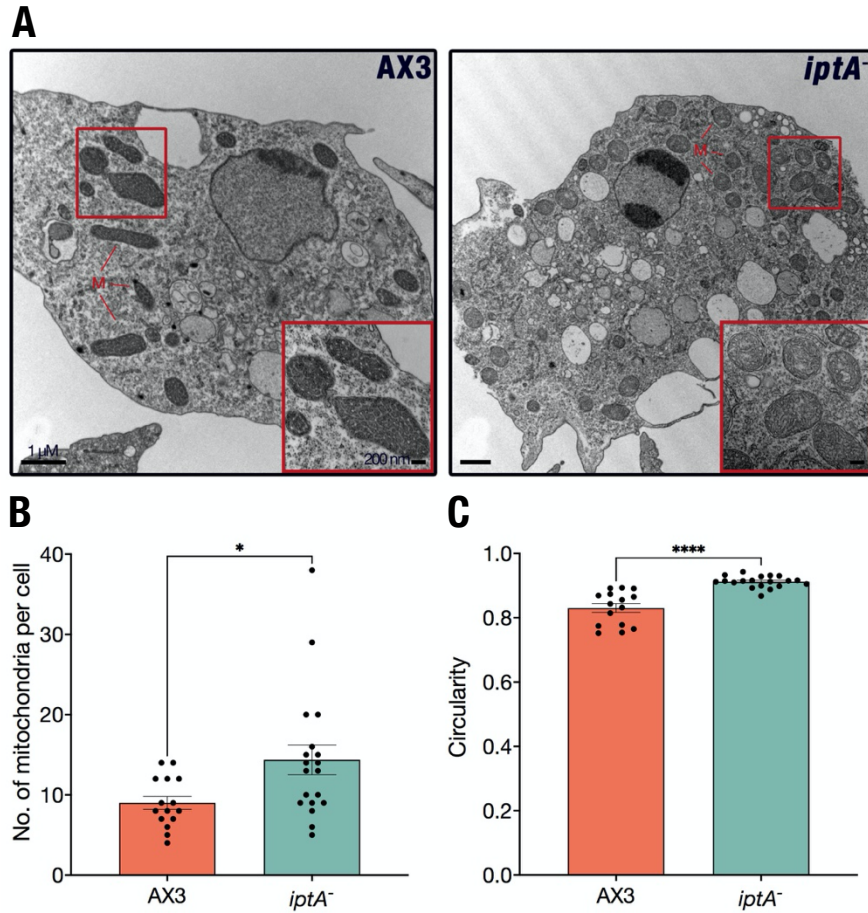 A
AX3
iptA-
M
M
1 µM
200 nm
B
C
No. of mitochondria per cell
40
30
20
10
0
*
AX3
iptA-
Circularity
1.0
0.8
0.6
0.4
0.2
0.0
****
AX3
iptA-